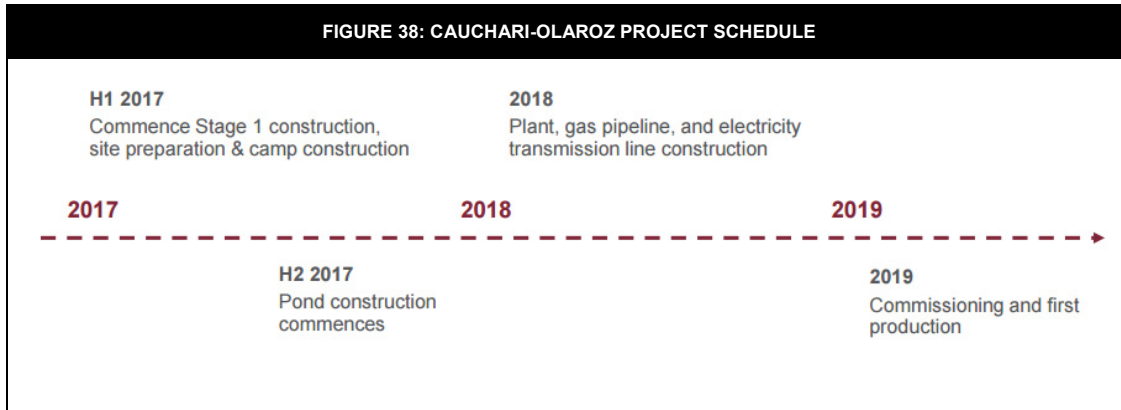 FIGURE 38: CAUCHARI-OLAROZ PROJECT SCHEDULE
H1 2017
Commence Stage 1 construction,
site preparation & camp construction
2018
Plant, gas pipeline, and electricity
transmission line construction
2017
2018
2019
H2 2017
Pond construction
commences
2019
Commissioning and first
production